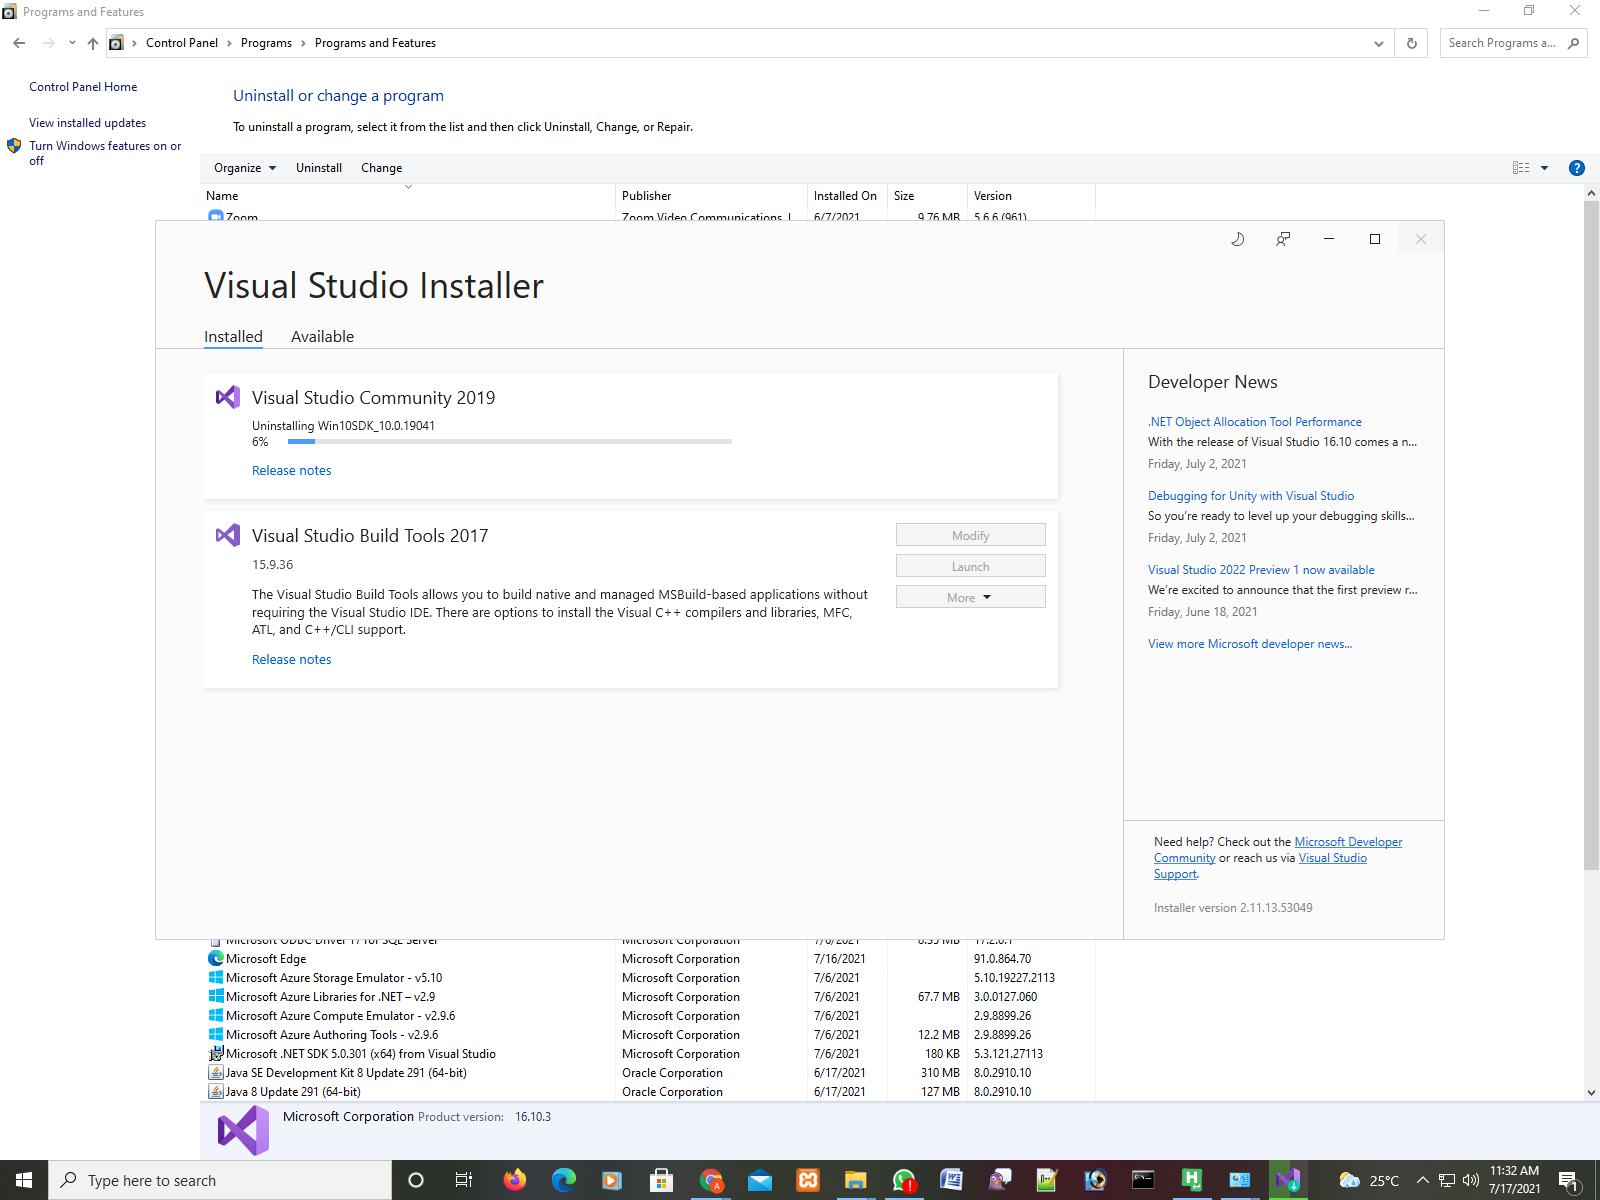 Programs and Features
Control Panel > Programs > Programs and Features
Search Programs a...
Control Panel Home
View installed updates
Turn Windows features on or
off
Uninstall or change a program
To uninstall a program, select it from the list and then click Uninstall, Change, or Repair.
Organize Uninstall Change
Name Publisher Installed On Size Version
Zoom Zoom Video Communications, I 6/7/2021 9.76 MB 5.6.6 (961)
Visual Studio Installer
Installed Available
Visual Studio Community 2019
Uninstalling Win10SDK_10.0.19041
6%
Release notes
Visual Studio Build Tools 2017
15.9.36
The Visual Studio Build Tools allows you to build native and managed MSBuild-based applications without
requiring the Visual Studio IDE. There are options to install the Visual C++ compilers and libraries, MFC,
ATL, and C++/CLI support.
Release notes
Modify
Launch
More
Developer News
.NET Object Allocation Tool Performance
With the release of Visual Studio 16.10 comes a n...
Friday, July 2, 2021
Debugging for Unity with Visual Studio
So you're ready to level up your debugging skills...
Friday, July 2, 2021
Visual Studio 2022 Preview 1 now available
We're excited to announce that the first preview r...
Friday, June 18, 2021
View more Microsoft developer news...
Need help? Check out the Microsoft Developer
Community or reach us via Visual Studio
Support.
Installer version 2.11.13.53049
Microsoft ODBC Driver 17 for SQL Server Microsoft Corporation 7/6/2021 8.35 MB 17.2.0.1
Microsoft Edge Microsoft Corporation 7/16/2021 91.0.864.70
Microsoft Azure Storage Emulator - v5.10 Microsoft Corporation 7/6/2021 5.10.19227.2113
Microsoft Azure Libraries for .NET – v2.9 Microsoft Corporation 7/6/2021 67.7 MB 3.0.0127.060
Microsoft Azure Compute Emulator - v2.9.6 Microsoft Corporation 7/6/2021 2.9.8899.26
Microsoft Azure Authoring Tools - v2.9.6 Microsoft Corporation 7/6/2021 12.2 MB 2.9.8899.26
Microsoft .NET SDK 5.0.301 (x64) from Visual Studio Microsoft Corporation 7/6/2021 180 KB 5.3.121.27113
Java SE Development Kit 8 Update 291 (64-bit) Oracle Corporation 6/17/2021 310 MB 8.0.2910.10
Java 8 Update 291 (64-bit) Oracle Corporation 6/17/2021 127 MB 8.0.2910.10
Microsoft Corporation Product version: 16.10.3
Type here to search
25°C
11:32 AM
7/17/2021
1